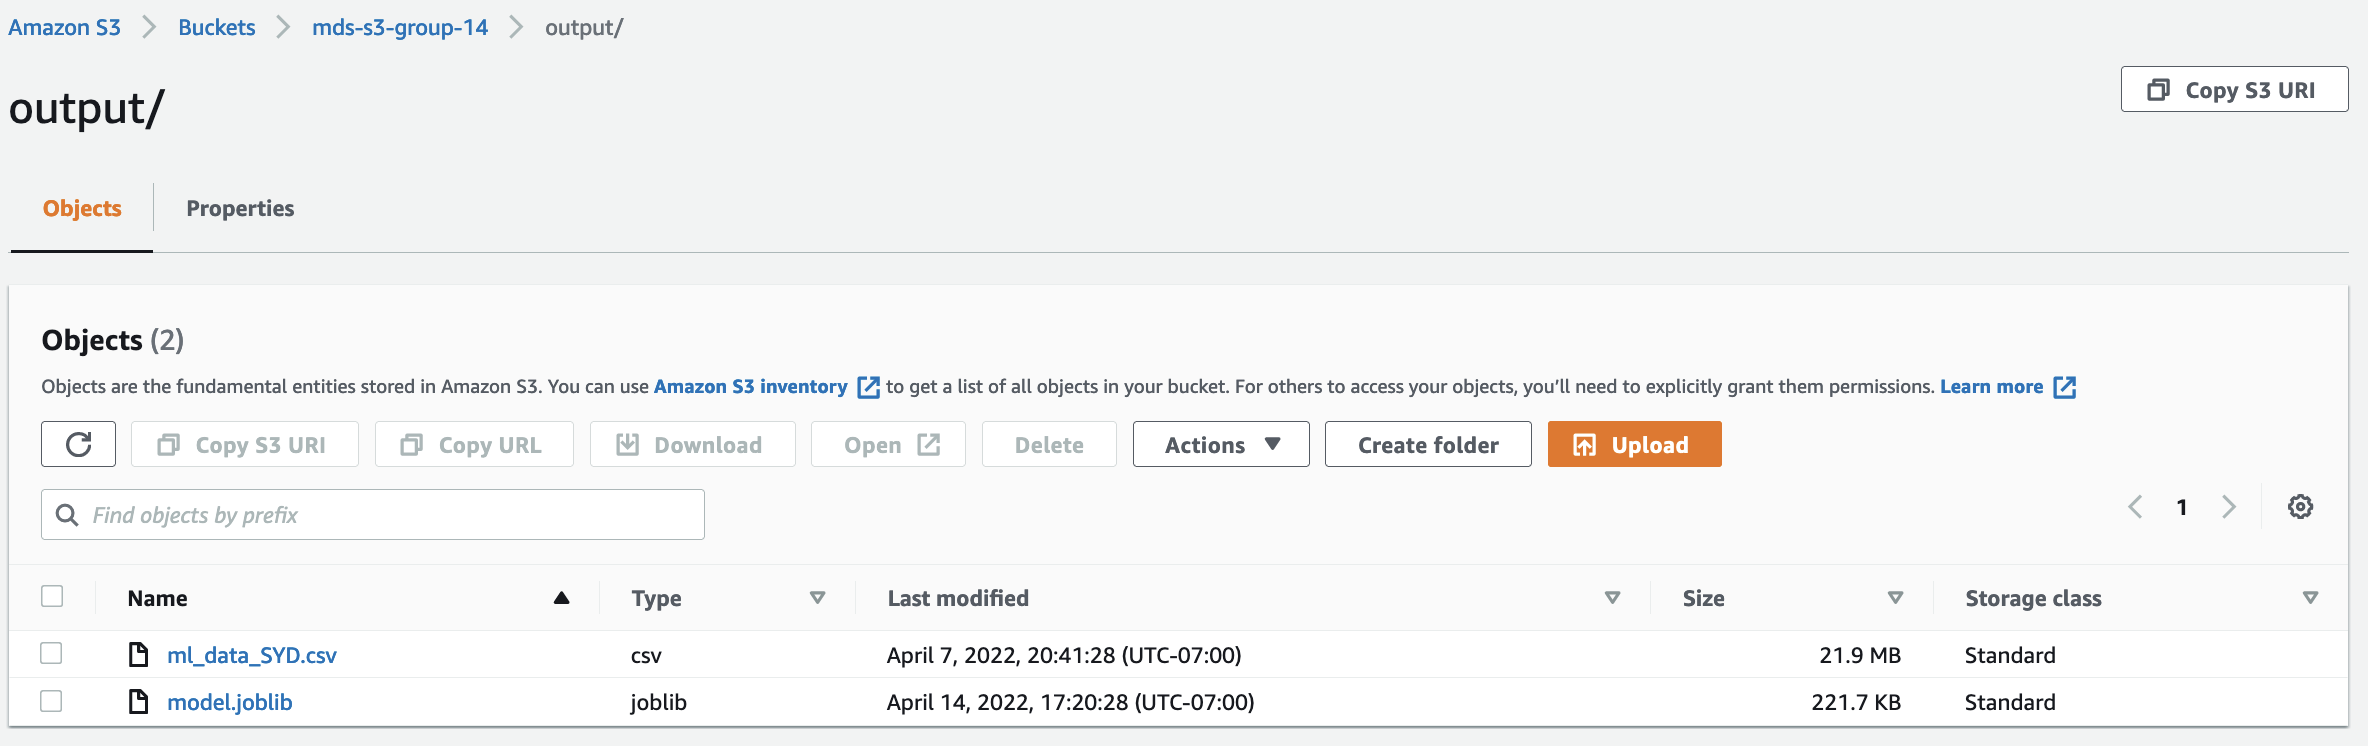 Amazon S3 > Buckets > mds-s3-group-14 > output/
output/
Copy S3 URI
Objects Properties
Objects (2)
Objects are the fundamental entities stored in Amazon S3. You can use Amazon S3 inventory to get a list of all objects in your bucket. For others to access your objects, you'll need to explicitly grant them permissions. Learn more
Copy S3 URI Copy URL Download Open Delete Actions Create folder Upload
Find objects by prefix
1
Name Type Last modified Size Storage class
ml_data_SYD.csv csv April 7, 2022, 20:41:28 (UTC-07:00) 21.9 MB Standard
model.joblib joblib April 14, 2022, 17:20:28 (UTC-07:00) 221.7 KB Standard